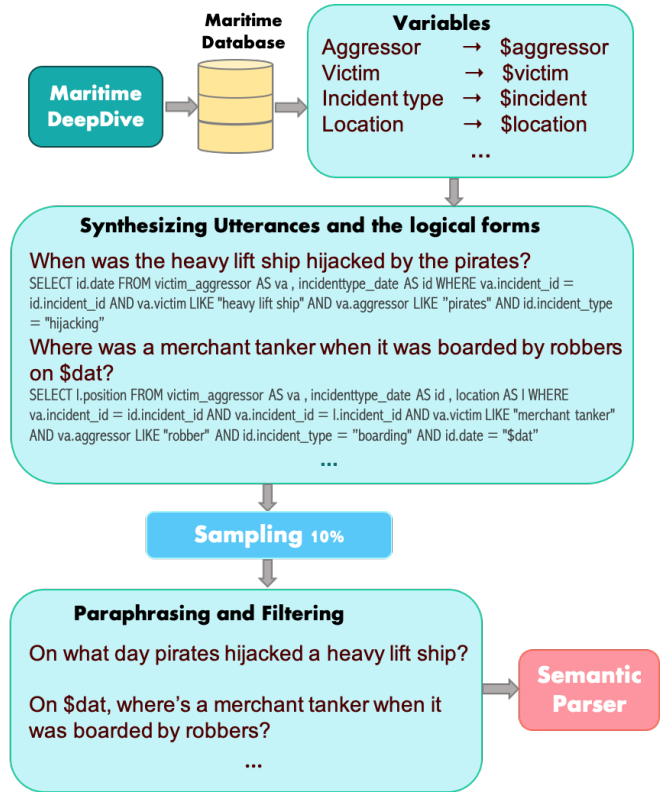 Maritime
Database
Maritime
DeepDive
Variables
Aggressor → $aggressor
Victim → $victim
Incident type → $incident
Location → $location
...
Synthesizing Utterances and the logical forms
When was the heavy lift ship hijacked by the pirates?
SELECT id.date FROM victim_aggressor AS va , incidenttype_date AS id WHERE va.incident_id =
id.incident_id AND va.victim LIKE "heavy lift ship" AND va.aggressor LIKE ”pirates" AND id.incident_type
= "hijacking”
Where was a merchant tanker when it was boarded by robbers
on $dat?
SELECT l.position FROM victim_aggressor AS va , incidenttype_date AS id , location AS l WHERE
va.incident_id = id.incident_id AND va.incident_id = l.incident_id AND va.victim LIKE "merchant tanker"
AND va.aggressor LIKE "robber" AND id.incident_type = ”boarding" AND id.date = "$dat”
...
Sampling 10%
Paraphrasing and Filtering
On what day pirates hijacked a heavy lift ship?
On $dat, where’s a merchant tanker when it
was boarded by robbers?
...
Semantic
Parser